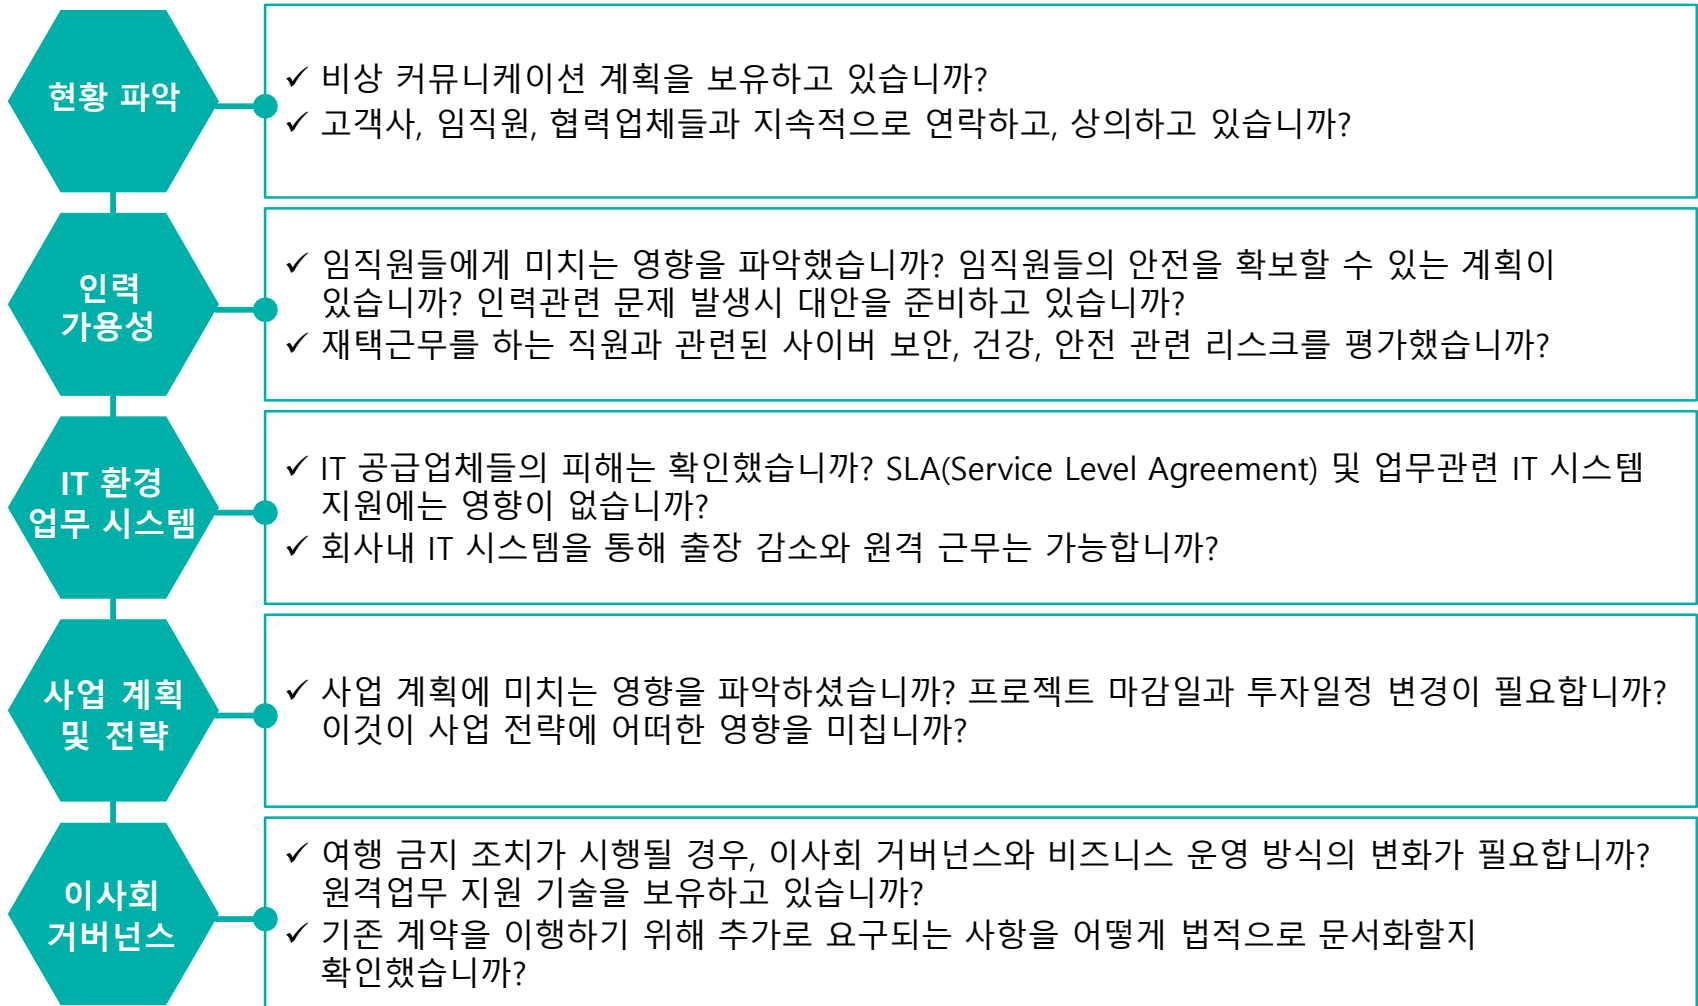 현황 파악
✓ 비상 커뮤니케이션 계획을 보유하고 있습니까?
✓ 고객사, 임직원, 협력업체들과 지속적으로 연락하고, 상의하고 있습니까?
인력
가용성
✓ 임직원들에게 미치는 영향을 파악했습니까? 임직원들의 안전을 확보할 수 있는 계획이
있습니까? 인력관련 문제 발생시 대안을 준비하고 있습니까?
✓ 재택근무를 하는 직원과 관련된 사이버 보안, 건강, 안전 관련 리스크를 평가했습니까?
IT 환경
업무 시스템
✓ IT 공급업체들의 피해는 확인했습니까? SLA(Service Level Agreement) 및 업무관련 IT 시스템
지원에는 영향이 없습니까?
✓ 회사내 IT 시스템을 통해 출장 감소와 원격 근무는 가능합니까?
사업 계획
및 전략
✓ 사업 계획에 미치는 영향을 파악하셨습니까? 프로젝트 마감일과 투자일정 변경이 필요합니까?
이것이 사업 전략에 어떠한 영향을 미칩니까?
이사회
거버넌스
✓ 여행 금지 조치가 시행될 경우, 이사회 거버넌스와 비즈니스 운영 방식의 변화가 필요합니까?
원격업무 지원 기술을 보유하고 있습니까?
✓ 기존 계약을 이행하기 위해 추가로 요구되는 사항을 어떻게 법적으로 문서화할지
확인했습니까?